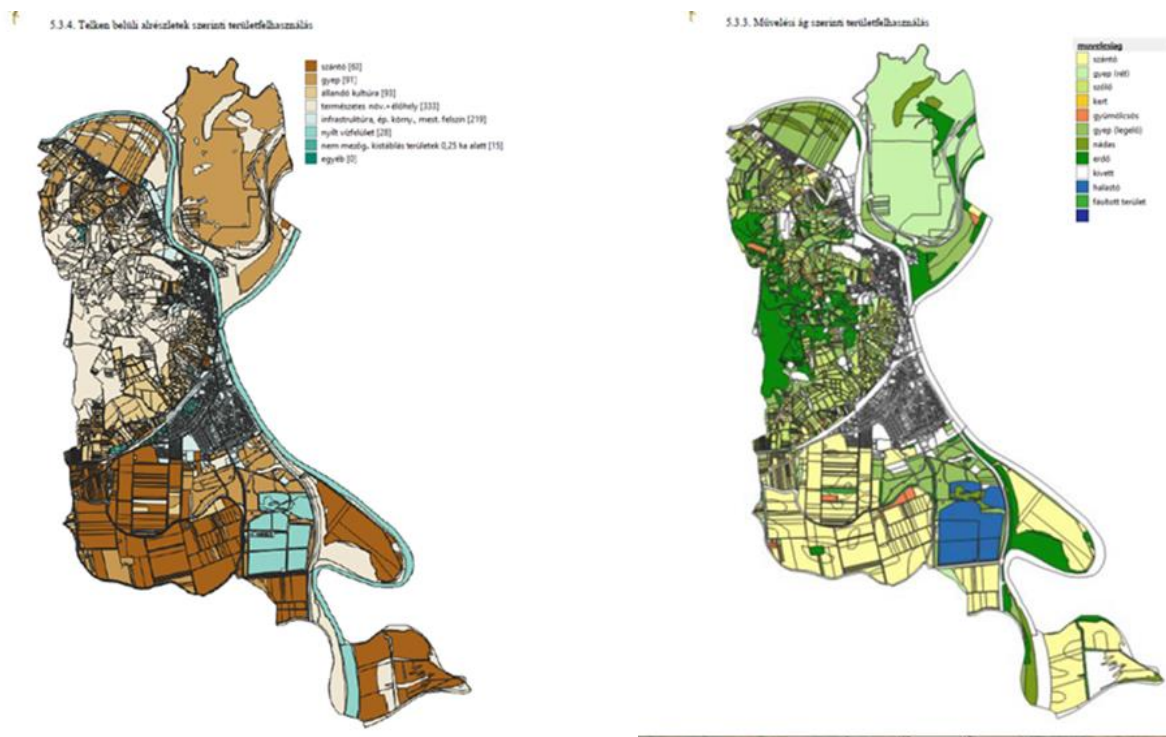 5.3.4. Telken belüli alrészletek szerinti területfelhasználás
szántó [60]
gyep [91]
állandó kultúra [93]
természetes növ.+élőhely [333]
infrastruktúra, ép. körny., mest. felszín [219]
nyílt vízfelület [28]
nem mezőg., kistáblás területek 0,25 ha alatt [15]
egyéb [0]
5.3.3. Művelési ág szerinti területfelhasználás
muvelesiag
szántó
gyep (rét)
szőlő
kert
gyümölcsös
gyep (legelő)
nádas
erdő
kivett
halastó
fásított terület